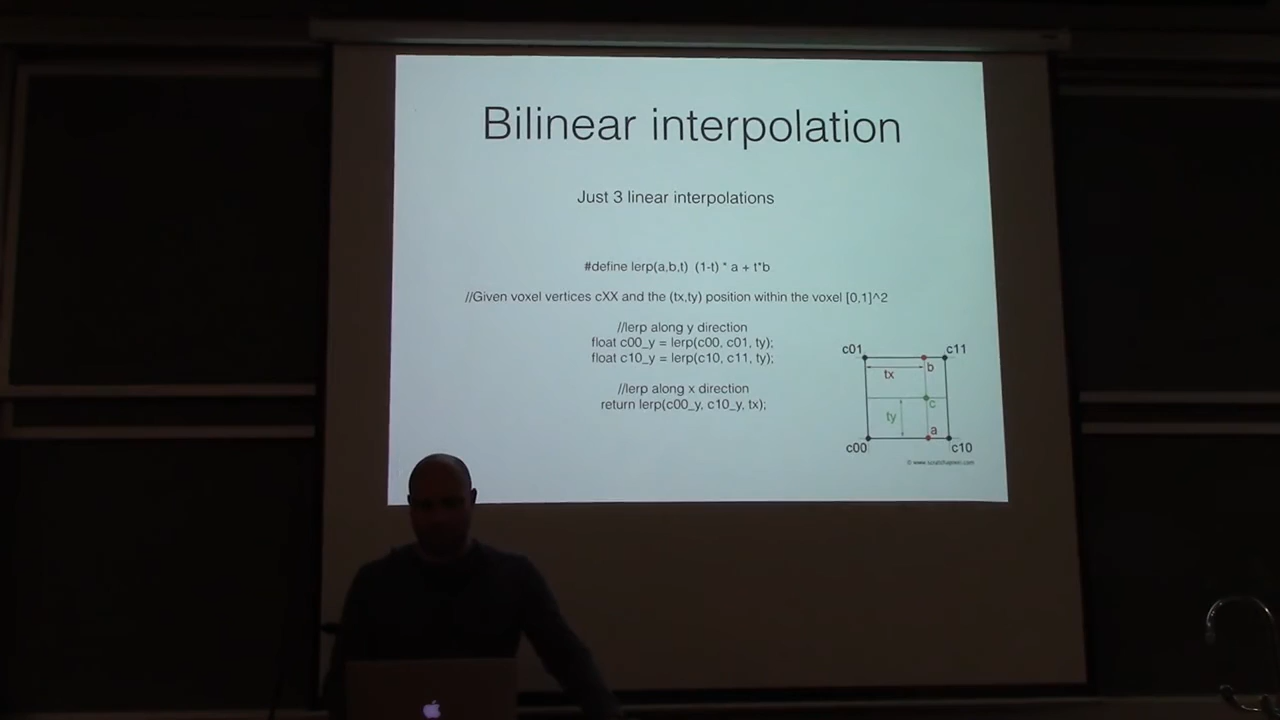 Bilinear interpolation
Just 3 linear interpolations
#define lerp(a,b,t) (1-t) * a + t*b
//Given voxel vertices cXX and the (tx,ty) position within the voxel [0,1]^2
//lerp along y direction
float c00_y = lerp(c00, c01, ty);
float c10_y = lerp(c10, c11, ty);
//lerp along x direction
return lerp(c00_y, c10_y, tx);
c01
c11
tx
b
c
ty
a
c00
c10